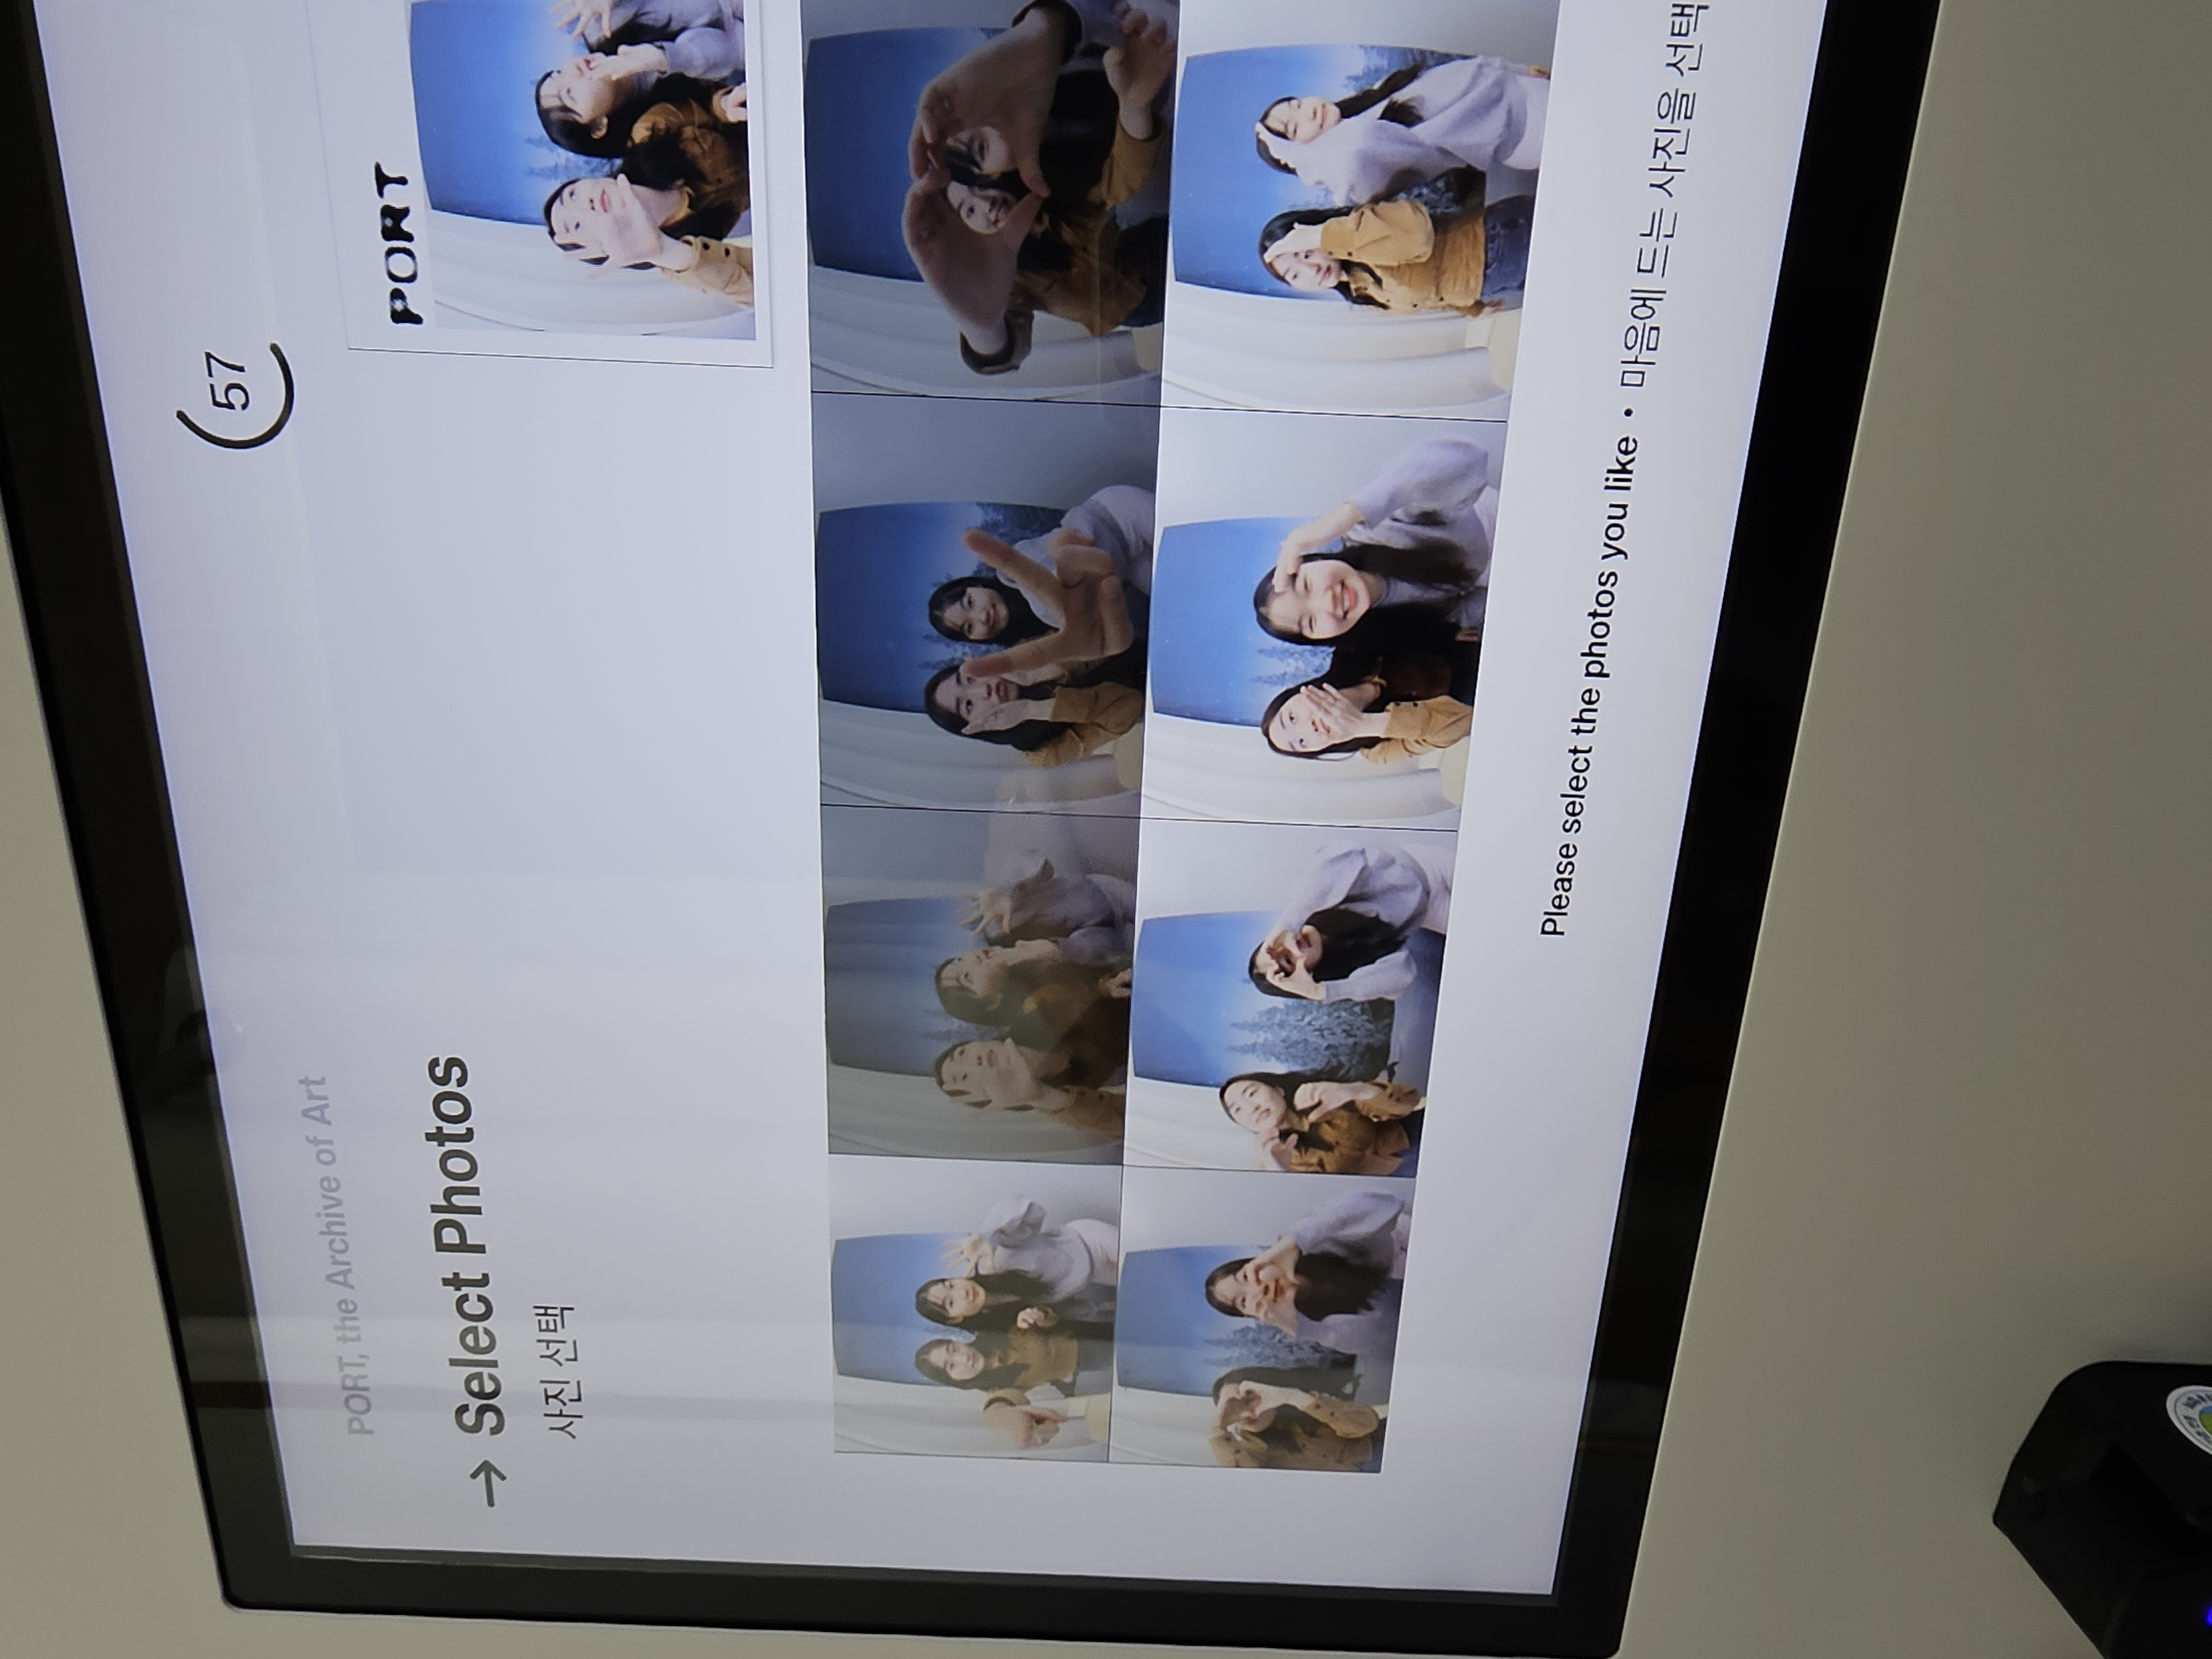 57
PORT, the Archive of Art
→ Select Photos
사진 선택
PORT
Please select the photos you like • 마음에 드는 사진을 선택